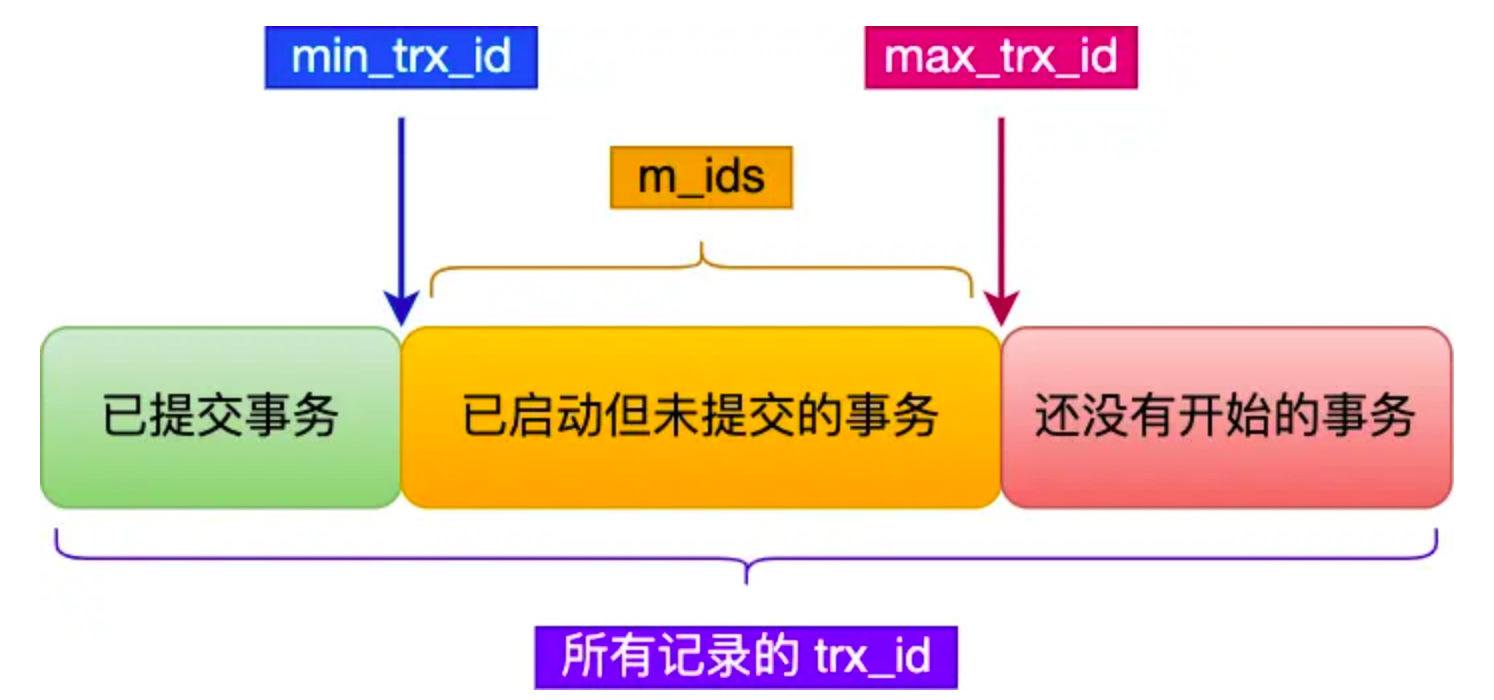 min_trx_id
max_trx_id
m_ids
已提交事务
已启动但未提交的事务
还没有开始的事务
所有记录的 trx_id